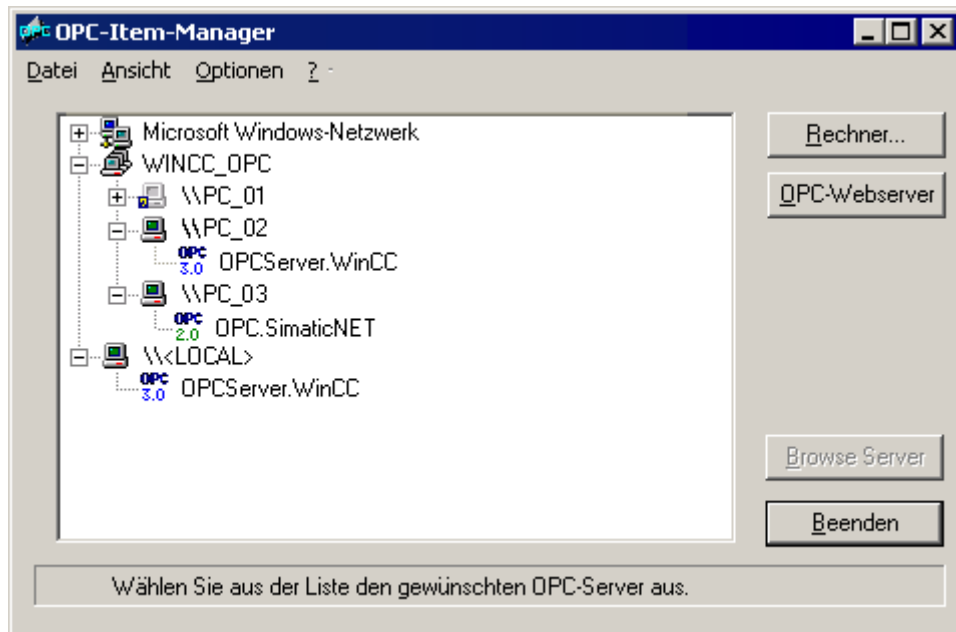 OPC-Item-Manager
Datei Ansicht Optionen ?
Microsoft Windows-Netzwerk
WINCC_OPC
\\PC_01
\\PC_02
OPC 3.0 OPCServer.WinCC
\\PC_03
OPC 2.0 OPC.SimaticNET
\\<LOCAL>
OPC 3.0 OPCServer.WinCC
Rechner...
OPC-Webserver
Browse Server
Beenden
Wählen Sie aus der Liste den gewünschten OPC-Server aus.